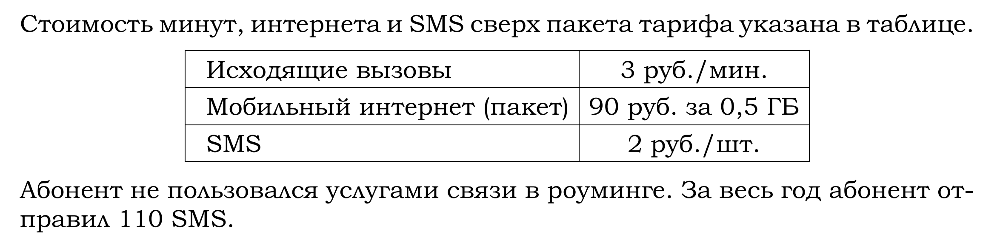 Стоимость минут, интернета и SMS сверх пакета тарифа указана в таблице.
Исходящие вызовы 3 руб./мин.
Мобильный интернет (пакет) 90 руб. за 0,5 ГБ
SMS 2 руб./шт.
Абонент не пользовался услугами связи в роуминге. За весь год абонент от-
правил 110 SMS.